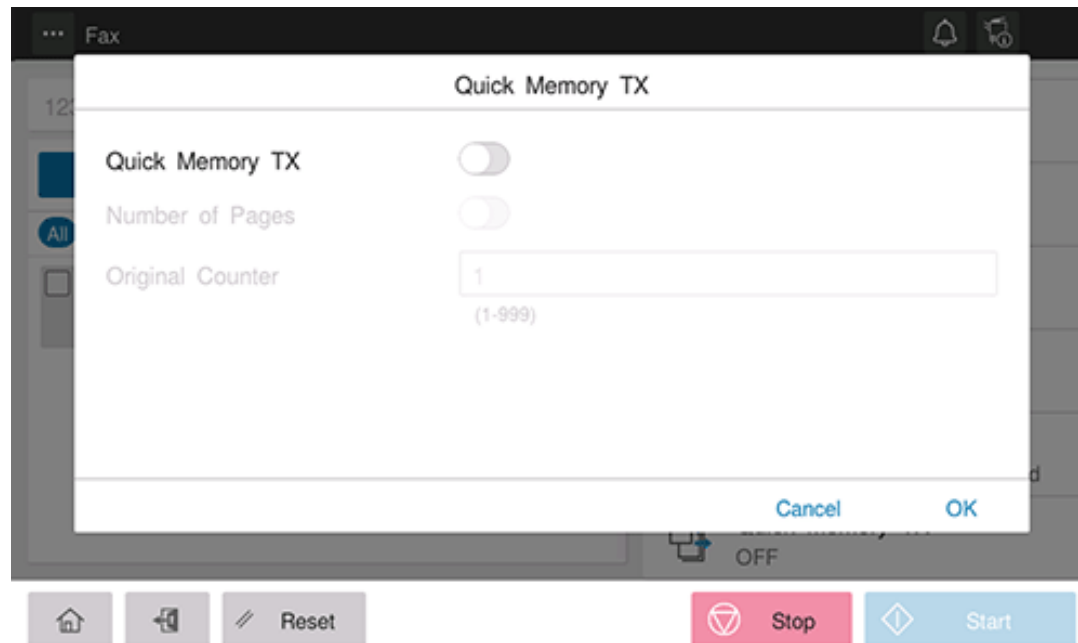 Fax
Quick Memory TX
123
Quick Memory TX
Number of Pages
All
Original Counter
1
(1-999)
d
Cancel
OK
OFF
Reset
Stop
Start